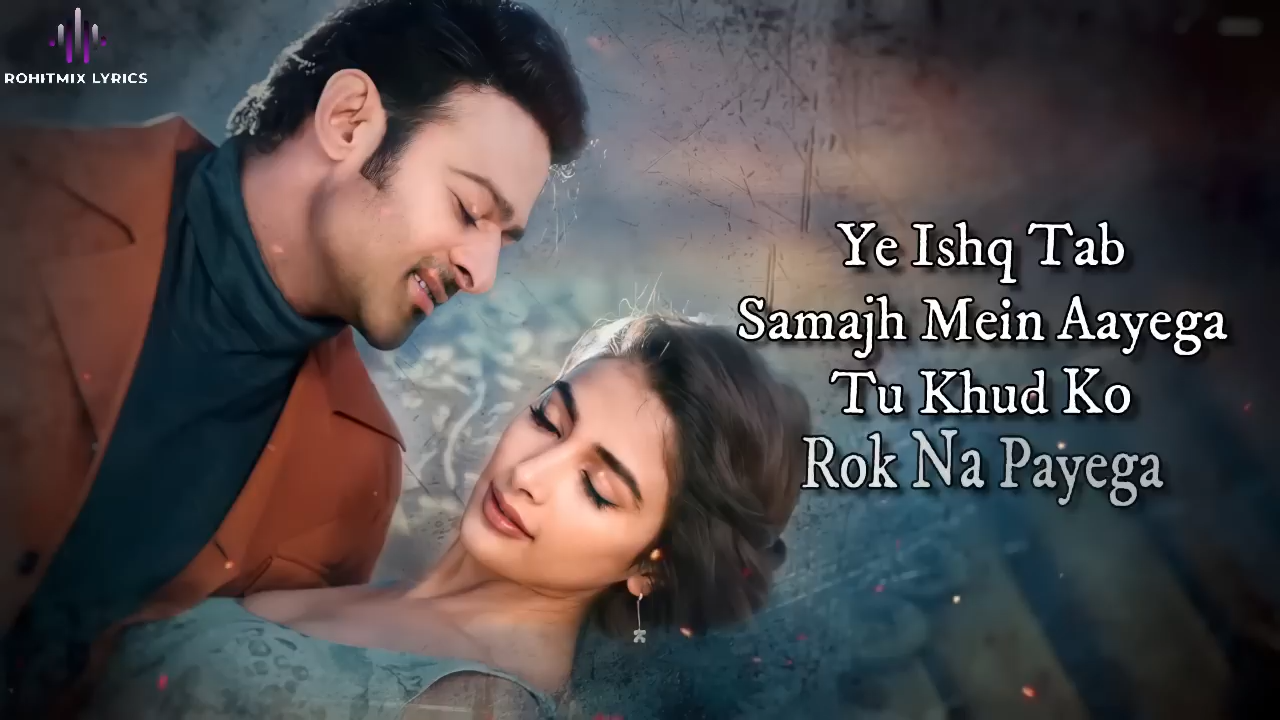 ROHITMIX LYRICS
Ye Ishq Tab
Samajh Mein Aayega
Tu Khud Ko
Rok Na Payega